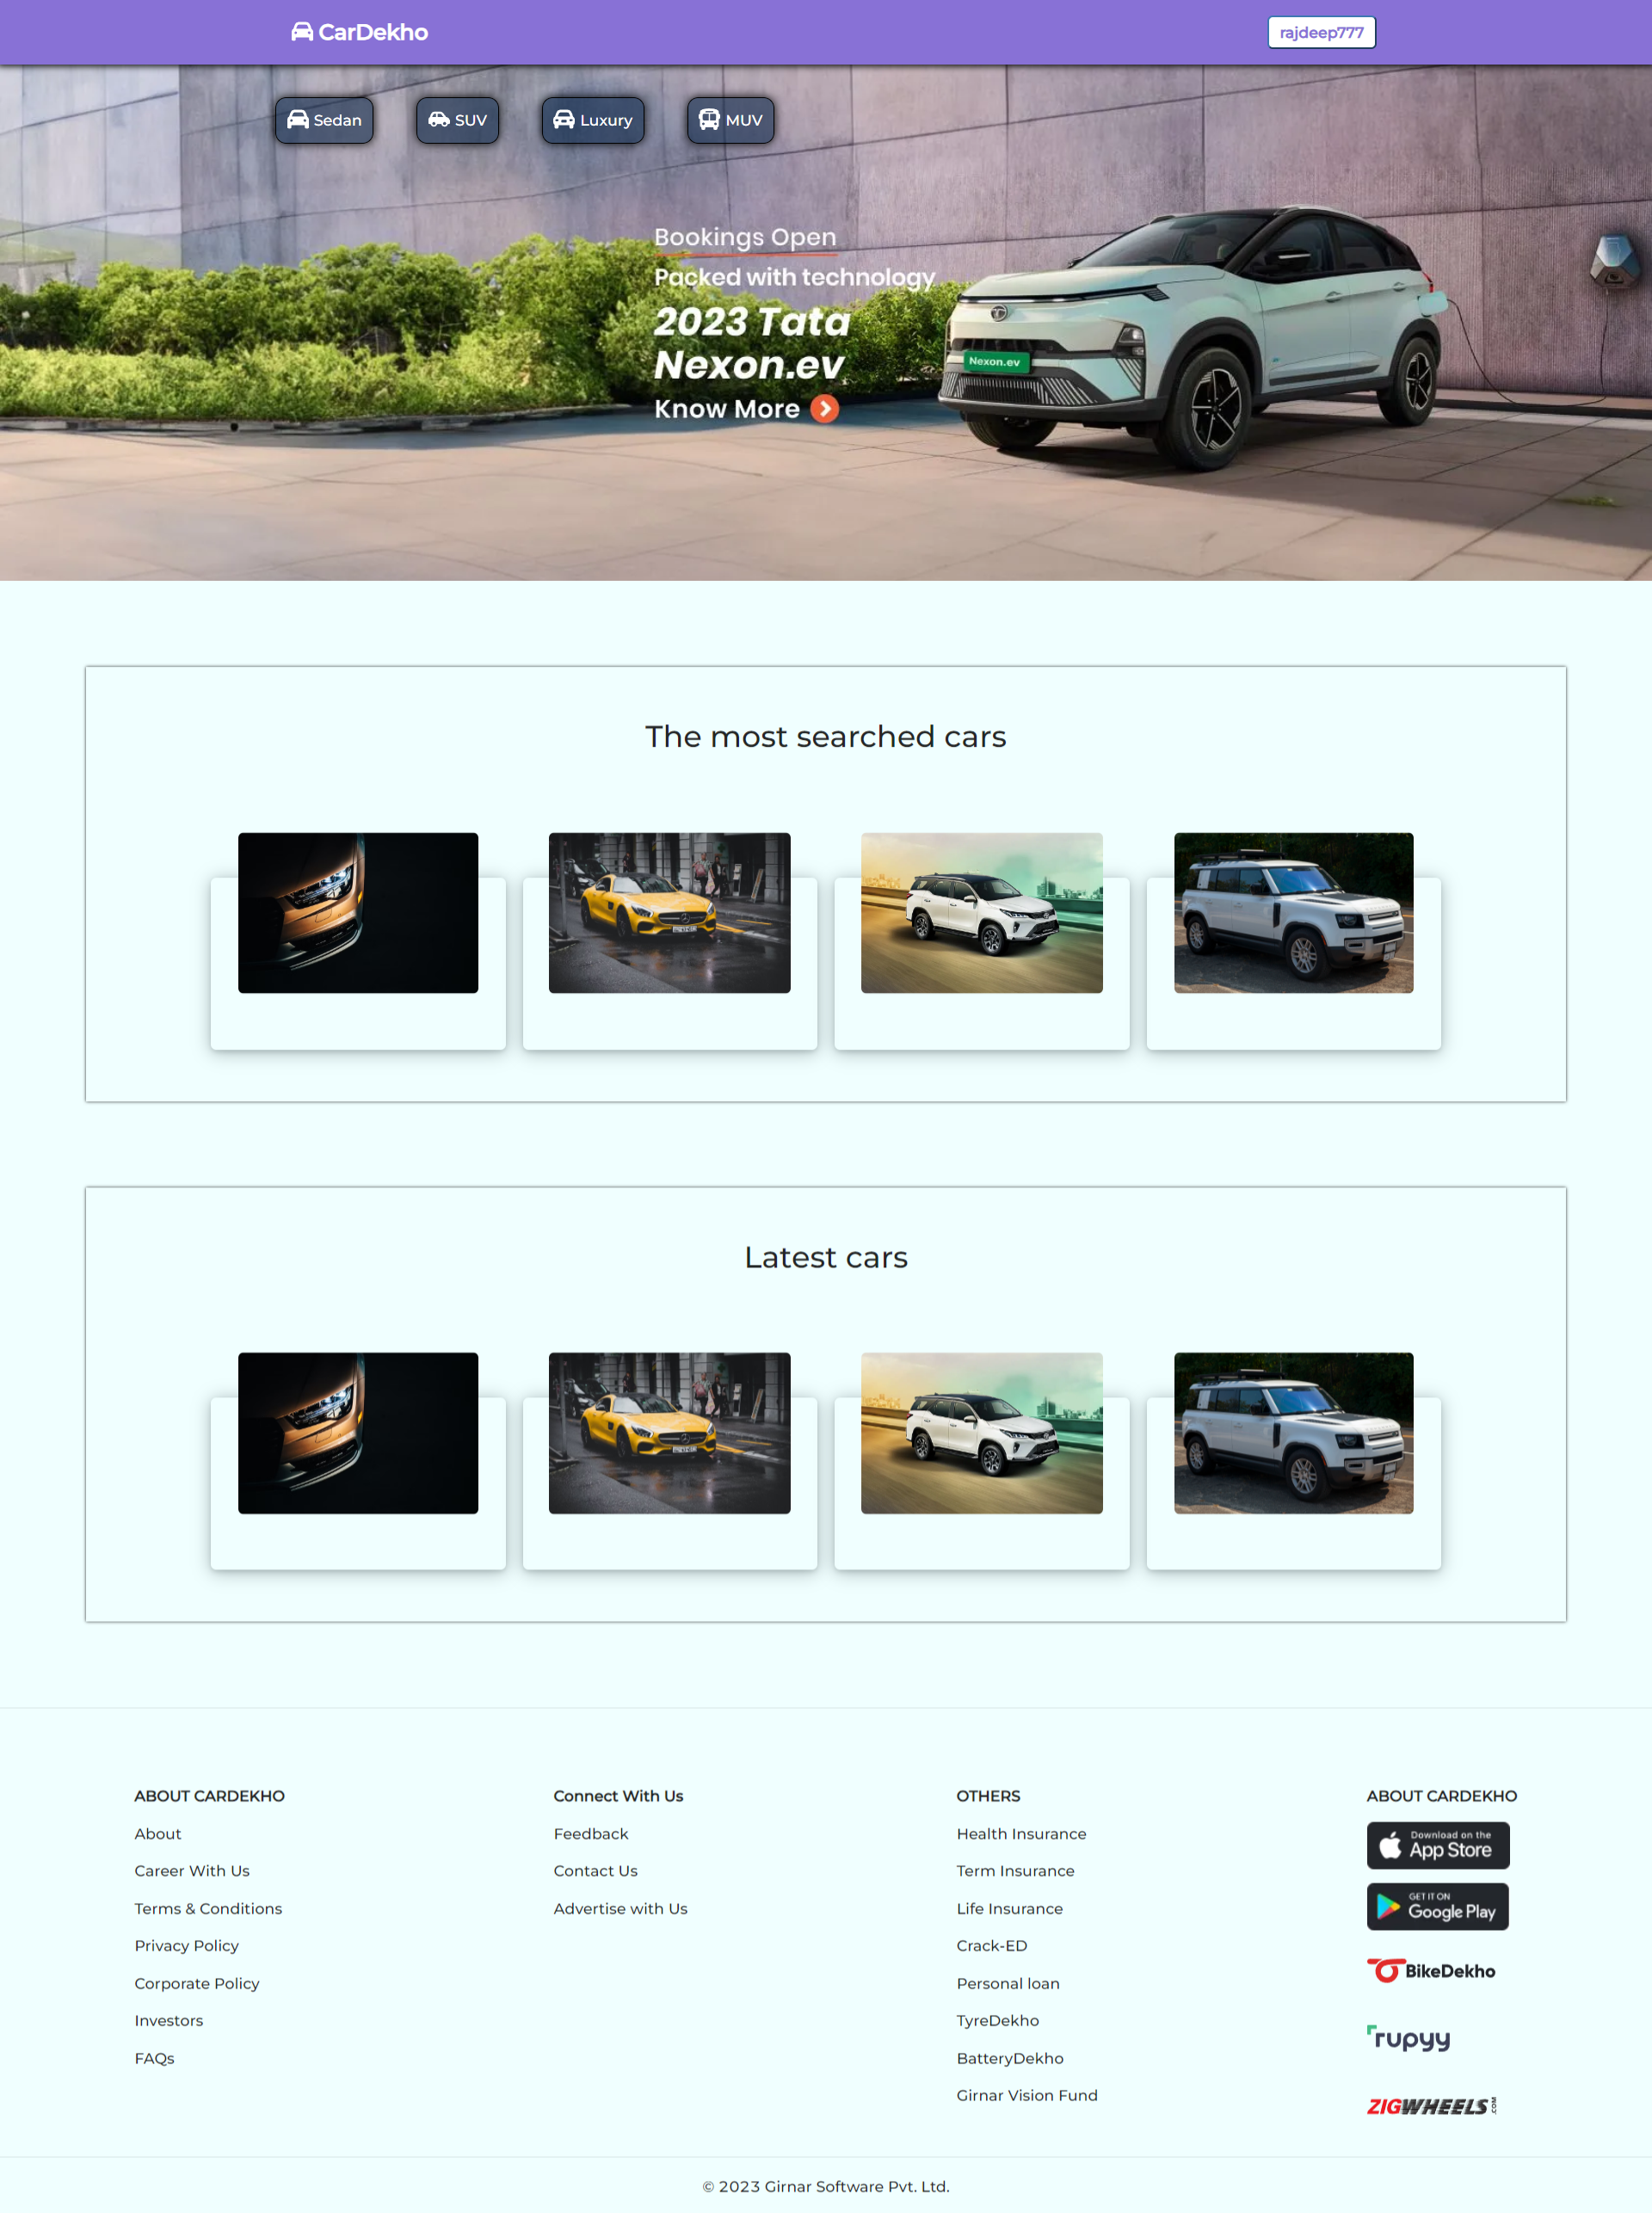 CarDekho
rajdeep777
Sedan
SUV
Luxury
MUV
Bookings Open
Packed with technology
2023 Tata
Nexon.ev
Know More
Nexon.ev
The most searched cars
Latest cars
ABOUT CARDEKHO
About
Career With Us
Terms & Conditions
Privacy Policy
Corporate Policy
Investors
FAQs
Connect With Us
Feedback
Contact Us
Advertise with Us
OTHERS
Health Insurance
Term Insurance
Life Insurance
Crack-ED
Personal loan
TyreDekho
BatteryDekho
Girnar Vision Fund
ABOUT CARDEKHO
Download on the
App Store
GET IT ON
Google Play
BikeDekho
rupyy
ZIGWHEELS.COM
© 2023 Girnar Software Pvt. Ltd.